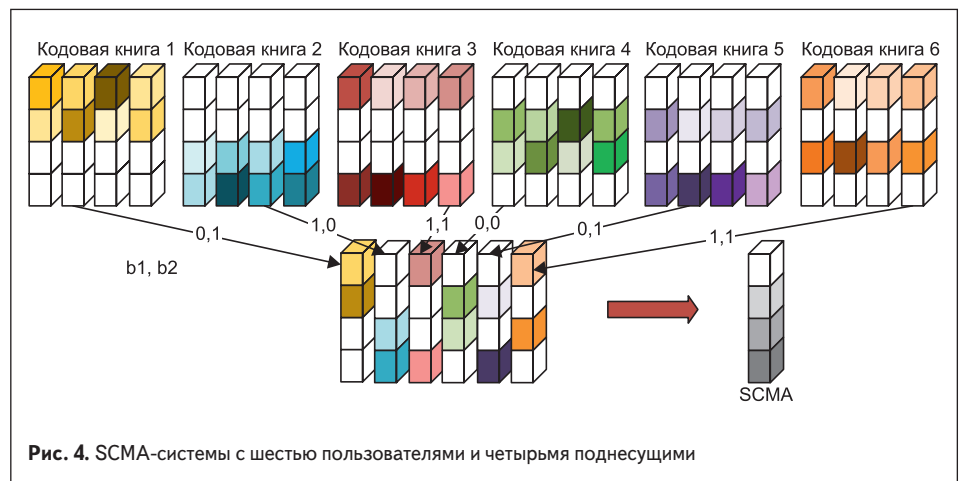 Кодовая книга 1 Кодовая книга 2 Кодовая книга 3 Кодовая книга 4 Кодовая книга 5 Кодовая книга 6
0,1 1,0 1,1 0,0 0,1 1,1
b1, b2
SCMA
Рис. 4. SCMA-системы с шестью пользователями и четырьмя поднесущими